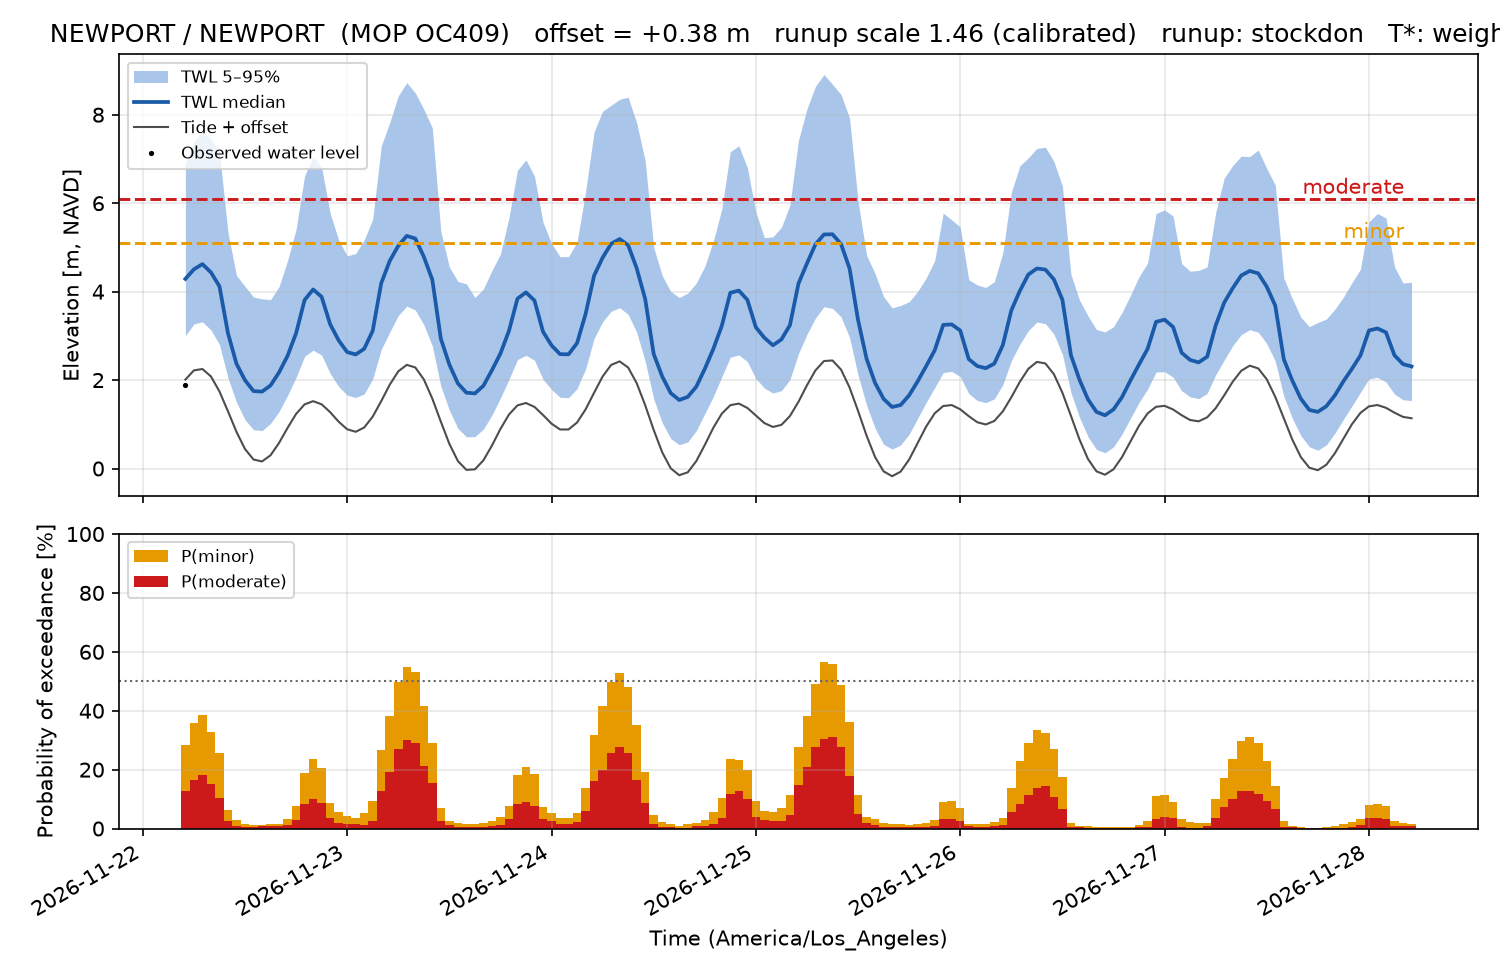 NEWPORT / NEWPORT (MOP OC409) offset = +0.38 m runup scale 1.46 (calibrated) runup: stockdon T*:
TWL 5–95%
TWL median
Tide + offset
Observed water level
moderate
minor
Elevation [m, NAVD]
8
6
4
2
0
P(minor)
P(moderate)
Probability of exceedance [%]
100
80
60
40
20
0
2026-11-22
2026-11-23
2026-11-24
2026-11-25
2026-11-26
2026-11-27
2026-11-28
Time (America/Los_Angeles)